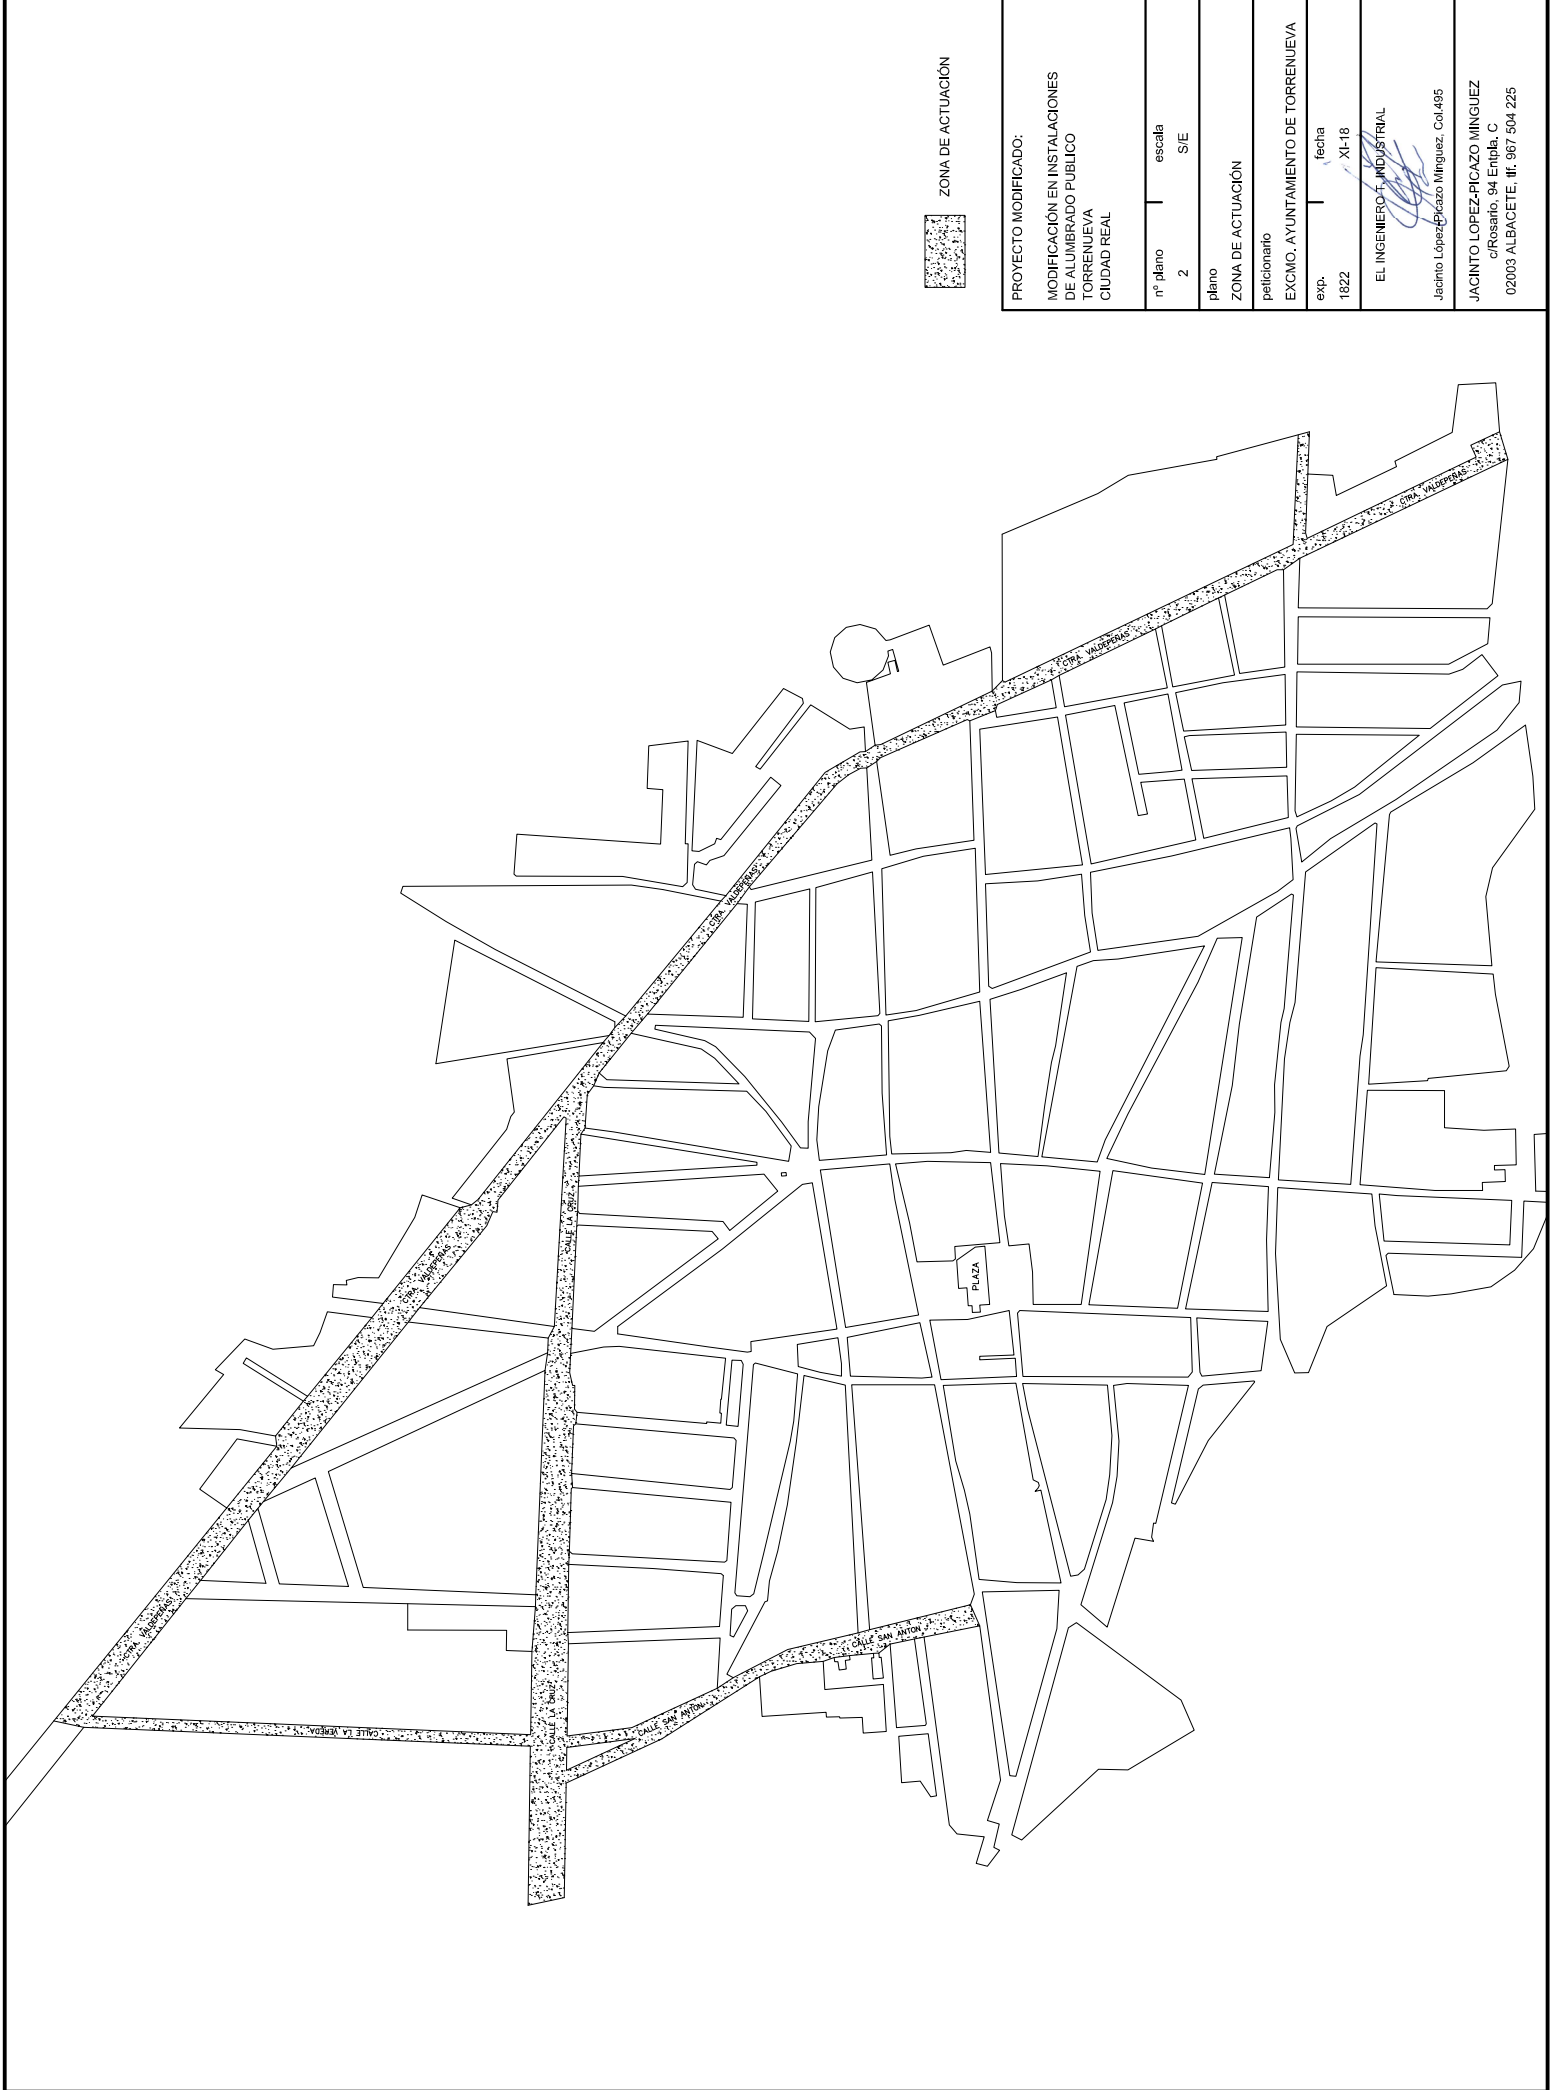 ZONA DE ACTUACIÓN
PROYECTO MODIFICADO:
MODIFICACIÓN EN INSTALACIONES
DE ALUMBRADO PUBLICO
TORRENUEVA
CIUDAD REAL
nº plano
escala
2
S/E
plano
ZONA DE ACTUACIÓN
peticionario
EXCMO. AYUNTAMIENTO DE TORRENUEVA
exp.
fecha
1822
XI-18
EL INGENIERO T. INDUSTRIAL
Jacinto López-Picazo Minguez, Col.495
JACINTO LOPEZ-PICAZO MINGUEZ
c/Rosario, 94 Entpla. C
02003 ALBACETE, tlf. 967 504 225
CTRA. VALDEPEÑAS
CTRA. VALDEPEÑAS
CTRA. VALDEPEÑAS
CTRA. VALDEPEÑAS
CTRA. VALDEPEÑAS
CALLE LA CRUZ
CALLE LA CRUZ
CALLE LA VEREDA
CALLE SAN ANTON
CALLE SAN ANTON
PLAZA